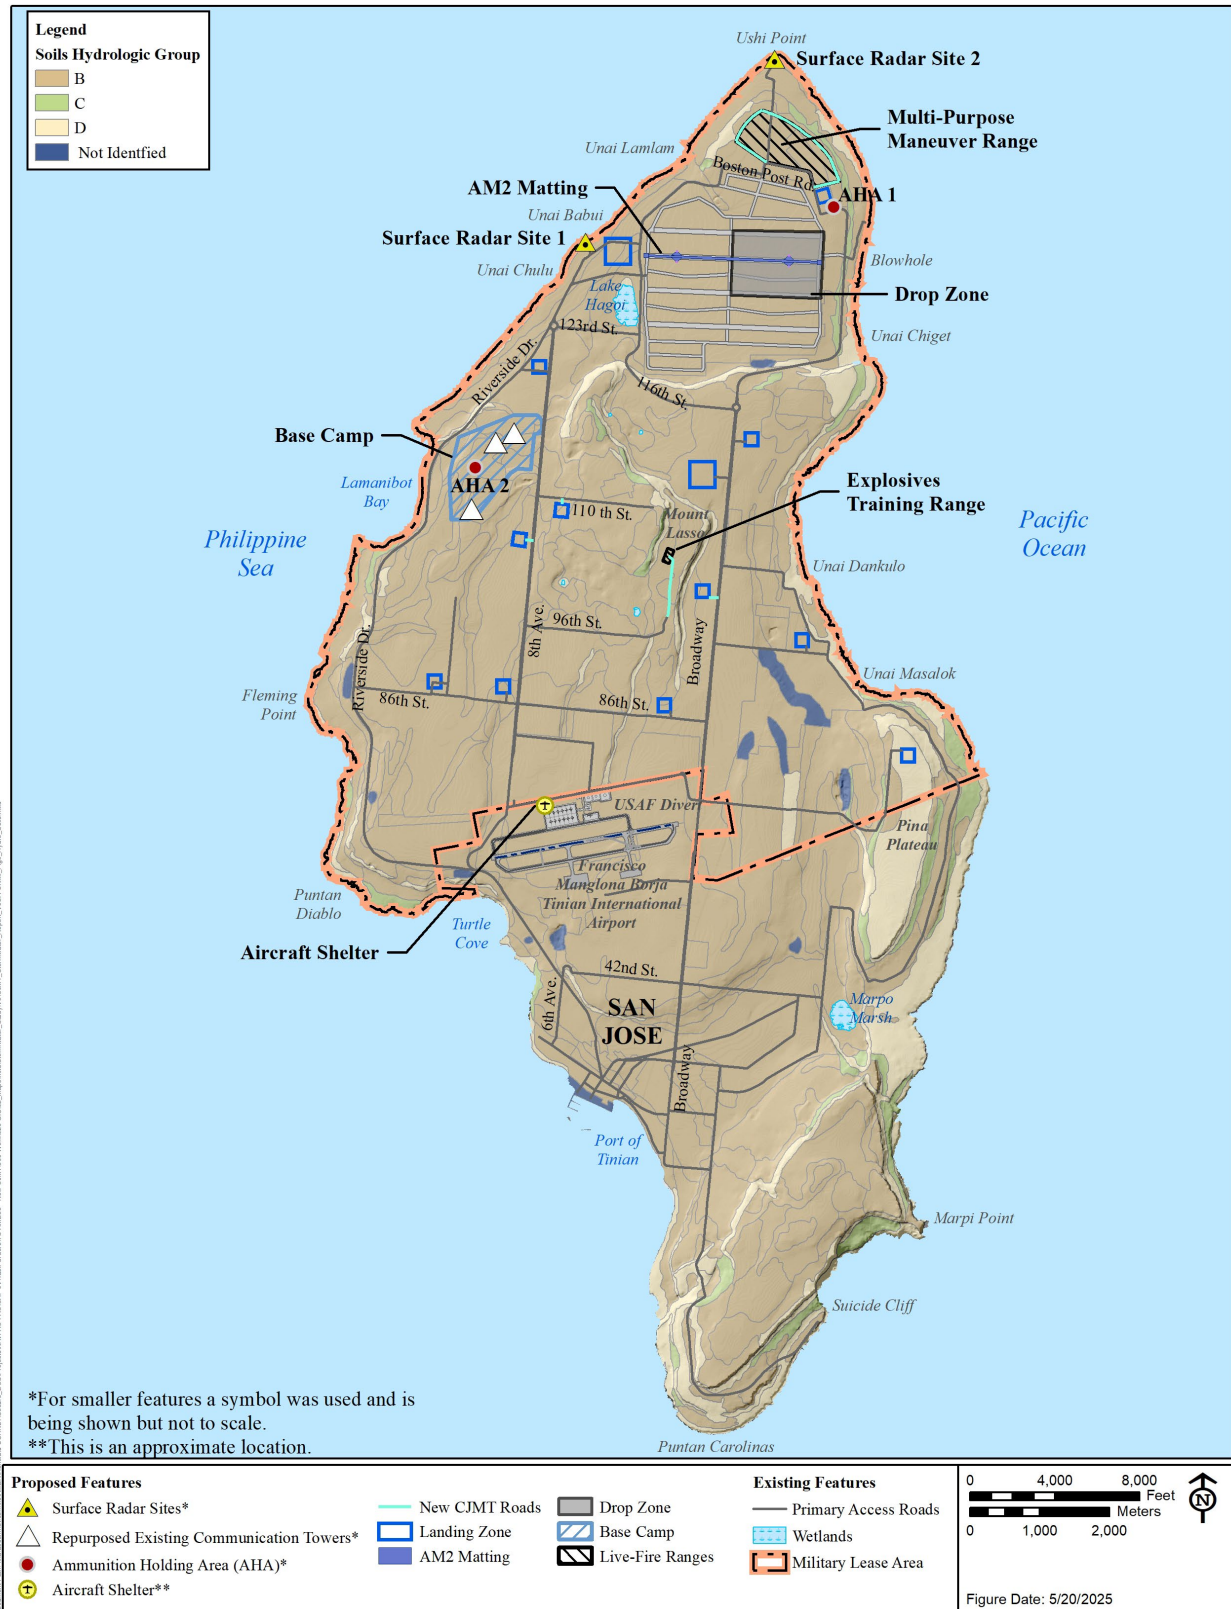 Legend
Soils Hydrologic Group
B
C
D
Not Identfied
Ushi Point
Surface Radar Site 2
Multi-Purpose
Maneuver Range
Unai Lamlam
Boston Post Rd.
AM2 Matting
AHA 1
Unai Babui
Surface Radar Site 1
Unai Chulu
Blowhole
Lake
Hagoi
Drop Zone
123rd St.
Unai Chiget
Riverside Dr.
116th St.
Base Camp
AHA 2
Lamanibot
Bay
Explosives
Training Range
110 th St.
Mount
Lasso
Philippine
Sea
Pacific
Ocean
Unai Dankulo
8th Ave.
96th St.
Broadway
Riverside Dr.
Unai Masalok
Fleming
Point
86th St.
86th St.
USAF Diver
Pina
Plateau
Francisco
Manglona Borja
Tinian International
Airport
Puntan
Diablo
Turtle
Cove
Aircraft Shelter
42nd St.
6th Ave.
SAN
JOSE
Marpo
Marsh
Broadway
Port of
Tinian
Marpi Point
Suicide Cliff
Puntan Carolinas
*For smaller features a symbol was used and is
being shown but not to scale.
**This is an approximate location.
Proposed Features
Surface Radar Sites*
Repurposed Existing Communication Towers*
Ammunition Holding Area (AHA)*
Aircraft Shelter**
New CJMT Roads
Landing Zone
AM2 Matting
Drop Zone
Base Camp
Live-Fire Ranges
Existing Features
Primary Access Roads
Wetlands
Military Lease Area
0 4,000 8,000
Feet
Meters
0 1,000 2,000
N
Figure Date: 5/20/2025